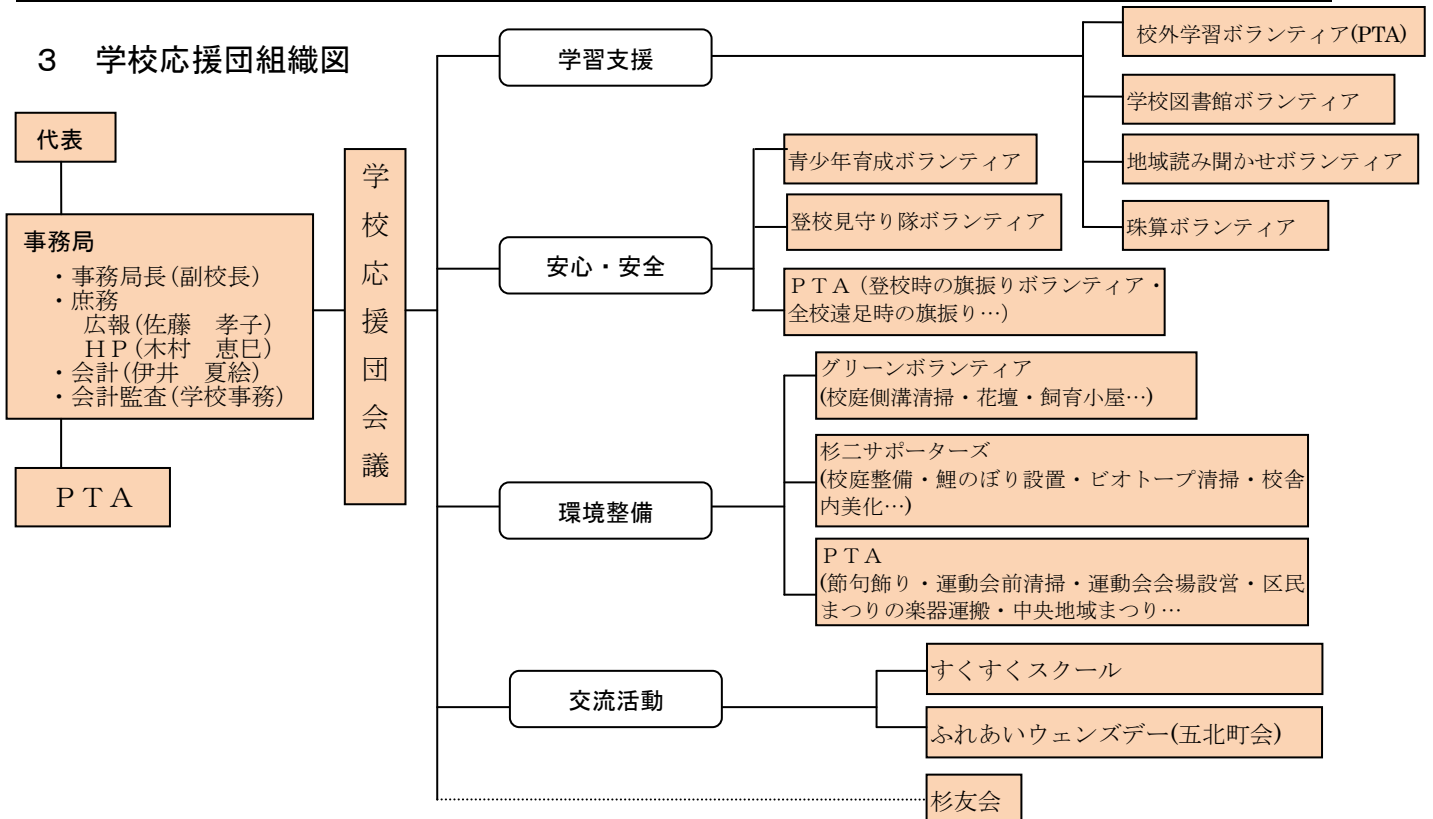 3 学校応援団組織図
代表
事務局
・事務局長(副校長)
・庶務
広報(佐藤 孝子)
HP(木村 恵巳)
・会計(伊井 夏絵)
・会計監査(学校事務)
PTA
学校応援団会議
学習支援
校外学習ボランティア(PTA)
学校図書館ボランティア
地域読み聞かせボランティア
珠算ボランティア
安心・安全
青少年育成ボランティア
登校見守り隊ボランティア
PTA(登校時の旗振りボランティア・
全校遠足時の旗振り…)
環境整備
グリーンボランティア
(校庭側溝清掃・花壇・飼育小屋…)
杉二サポーターズ
(校庭整備・鯉のぼり設置・ビオトープ清掃・校舎
内美化…)
PTA
(節句飾り・運動会前清掃・運動会会場設営・区民
まつりの楽器運搬・中央地域まつり…
交流活動
すくすくスクール
ふれあいウェンズデー(五北町会)
杉友会